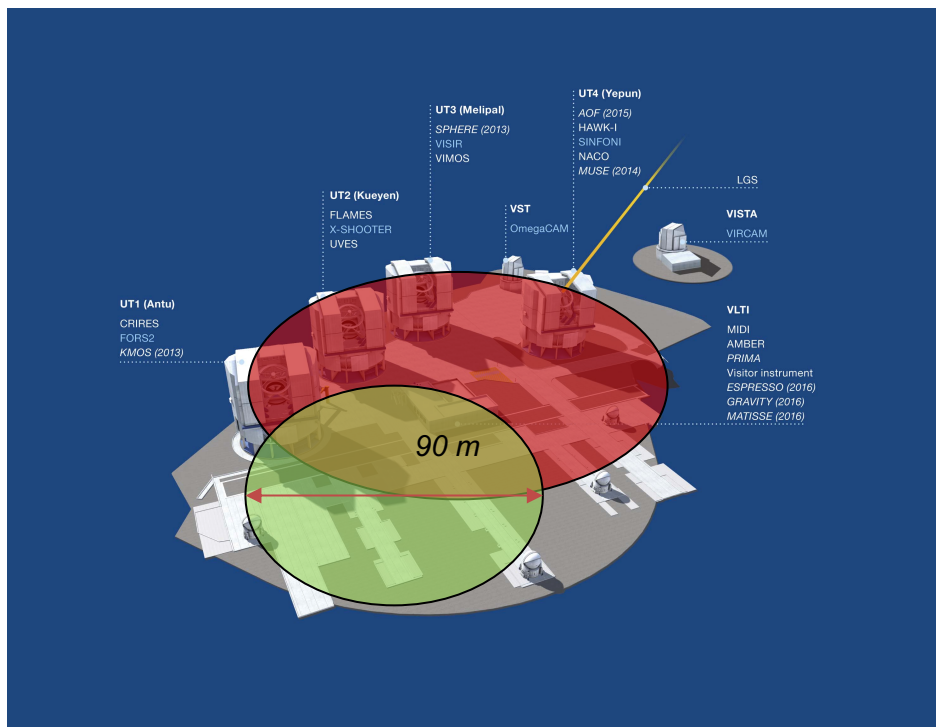 UT4 (Yepun)
AOF (2015)
HAWK-I
SINFONI
NACO
MUSE (2014)
UT3 (Melipal)
SPHERE (2013)
VISIR
VIMOS
LGS
UT2 (Kueyen)
FLAMES
X-SHOOTER
UVES
VST
OmegaCAM
VISTA
VIRCAM
UT1 (Antu)
CRIRES
FORS2
KMOS (2013)
VLTI
MIDI
AMBER
PRIMA
Visitor instrument
ESPRESSO (2016)
GRAVITY (2016)
MATISSE (2016)
90 m